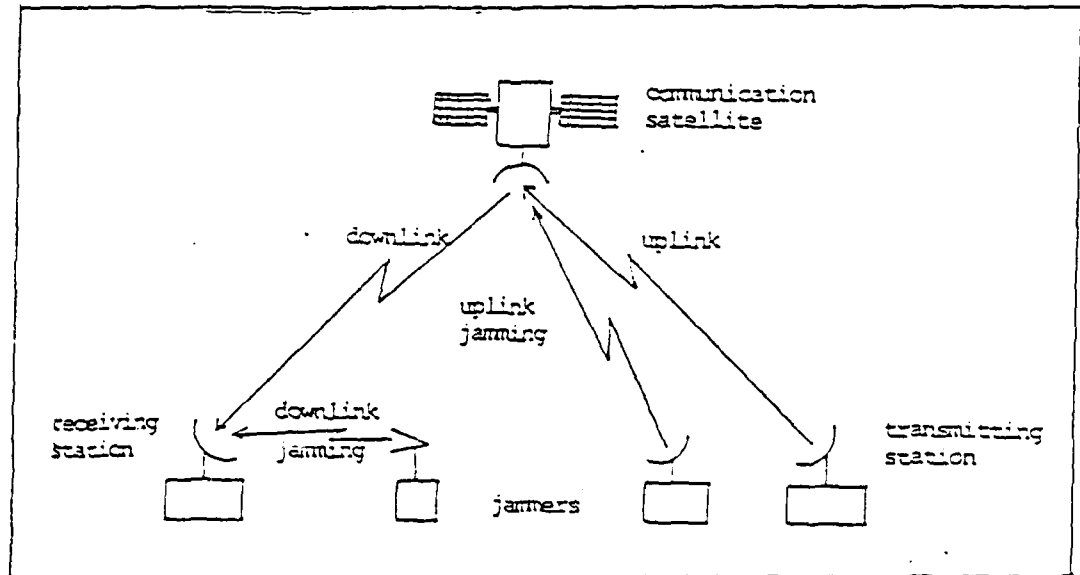 communication
satellite
downlink
uplink
uplink
jamming
receiving
station
downlink
jamming
transmitting
station
jammers